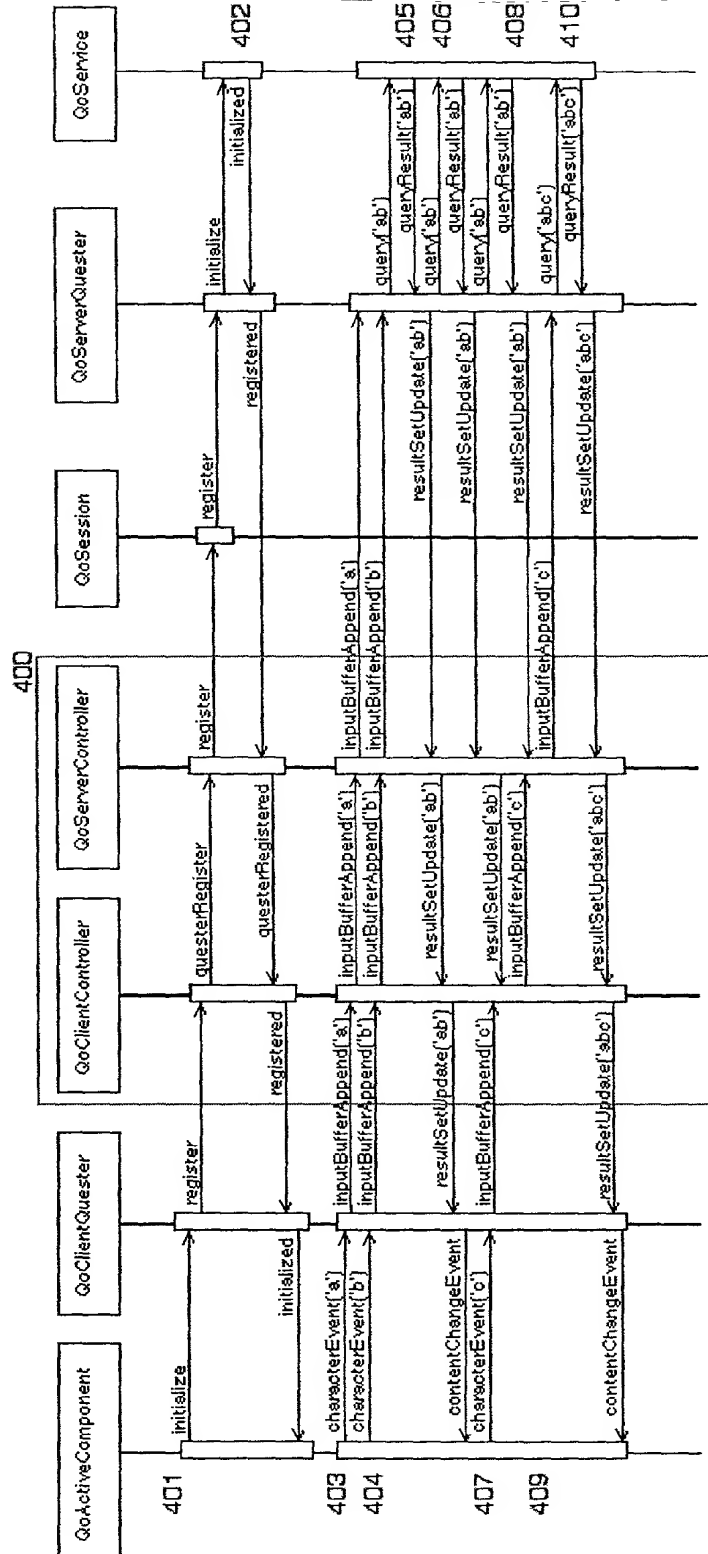 400
QoActiveComponent
QoClientQuester
QoClientController
QoServerController
QoSession
QoServerQuester
QoService
401
initialize
register
questerRegister
register
register
initialize
402
initialized
registered
questerRegistered
registered
initialized
403
characterEvent('a')
inputBufferAppend('a')
inputBufferAppend('a')
inputBufferAppend('a')
404
characterEvent('b')
inputBufferAppend('b')
inputBufferAppend('b')
inputBufferAppend('b')
query('ab')
405
queryResult('ab')
resultSetUpdate('ab')
resultSetUpdate('ab')
resultSetUpdate('ab')
contentChangeEvent
query('ab')
406
queryResult('ab')
resultSetUpdate('ab')
resultSetUpdate('ab')
407
characterEvent('c')
inputBufferAppend('c')
inputBufferAppend('c')
query('ab')
408
queryResult('ab')
resultSetUpdate('ab')
409
inputBufferAppend('c')
query('abc')
410
queryResult('abc')
resultSetUpdate('abc')
resultSetUpdate('abc')
resultSetUpdate('abc')
contentChangeEvent